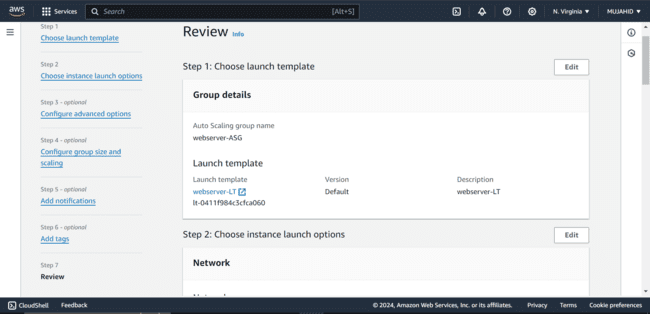 aws
Services
Search
[Alt+S]
N. Virginia
MUJAHID
Step 1
Choose launch template
Step 2
Choose instance launch options
Step 3 - optional
Configure advanced options
Step 4 - optional
Configure group size and
scaling
Step 5 - optional
Add notifications
Step 6 - optional
Add tags
Step 7
Review
Review Info
Step 1: Choose launch template
Edit
Group details
Auto Scaling group name
webserver-ASG
Launch template
Launch template
Version
Description
webserver-LT
Default
webserver-LT
lt-0411f984c3cfca060
Step 2: Choose instance launch options
Edit
Network
CloudShell
Feedback
© 2024, Amazon Web Services, Inc. or its affiliates.
Privacy
Terms
Cookie preferences